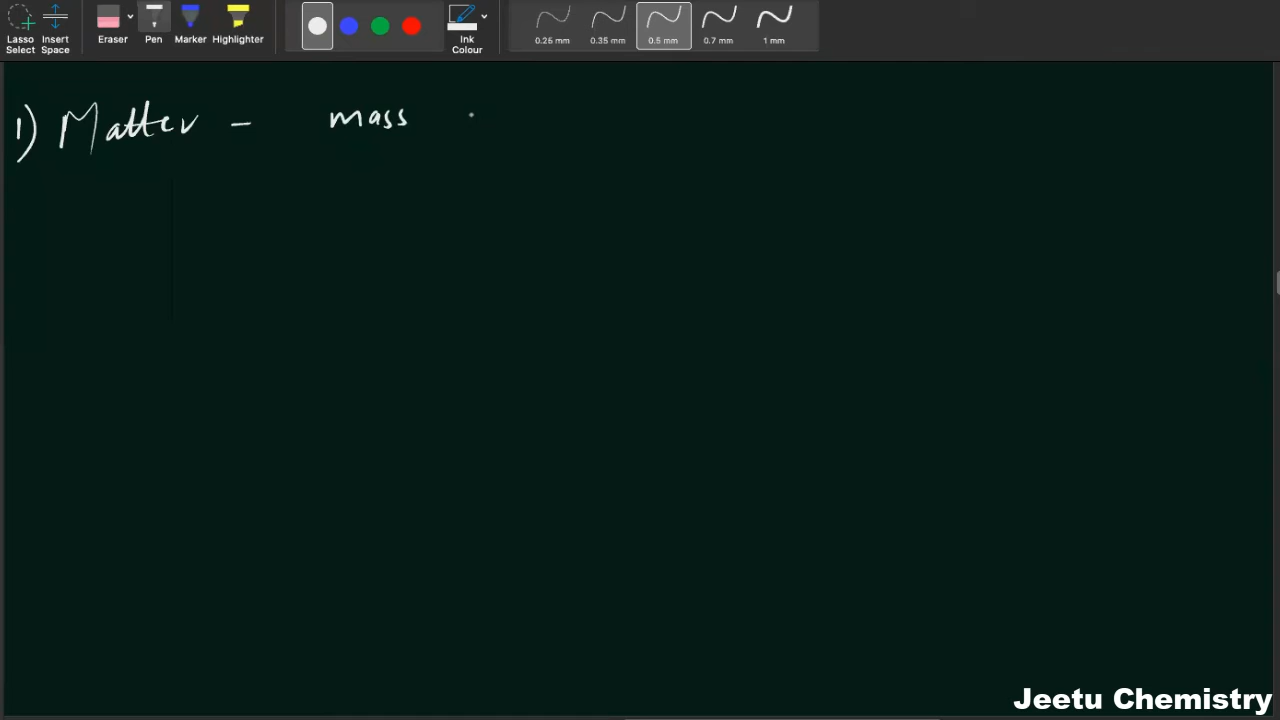 Lasso Select
Insert Space
Eraser
Pen
Marker
Highlighter
Ink Colour
0.25 mm
0.35 mm
0.5 mm
0.7 mm
1 mm
1) Matter - mass
Jeetu Chemistry